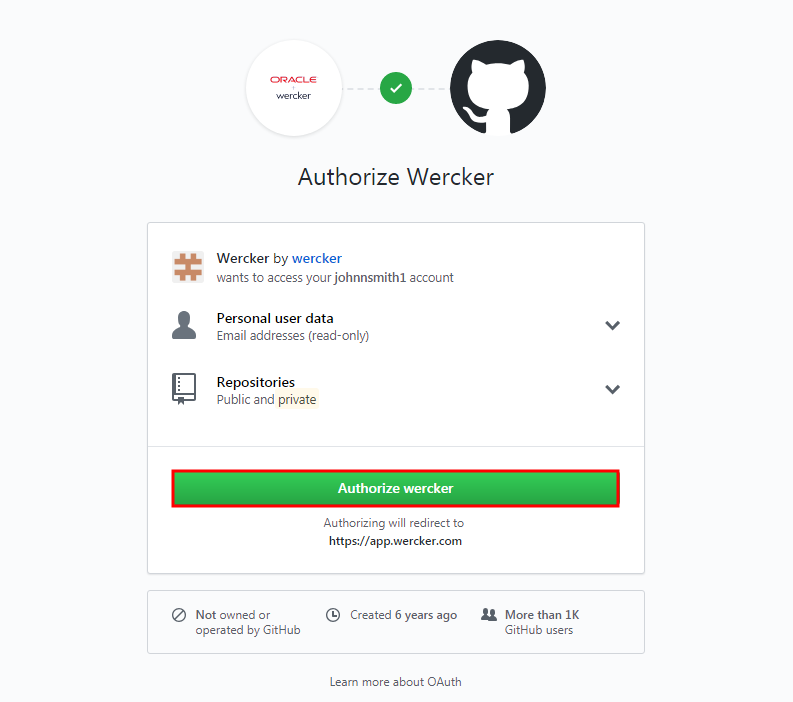 ORACLE
wercker
Authorize Wercker
Wercker by wercker
wants to access your johnnsmith1 account
Personal user data
Email addresses (read-only)
Repositories
Public and private
Authorize wercker
Authorizing will redirect to
https://app.wercker.com
Not owned or
operated by GitHub
Created 6 years ago
More than 1K
GitHub users
Learn more about OAuth